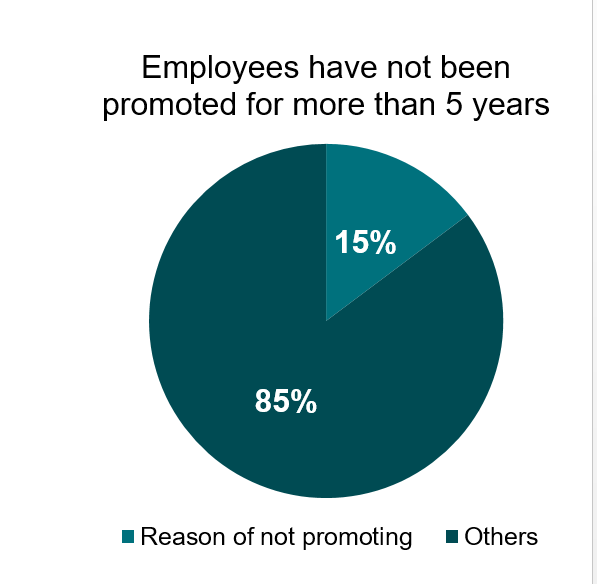 Employees have not been
promoted for more than 5 years
15%
85%
Reason of not promoting
Others